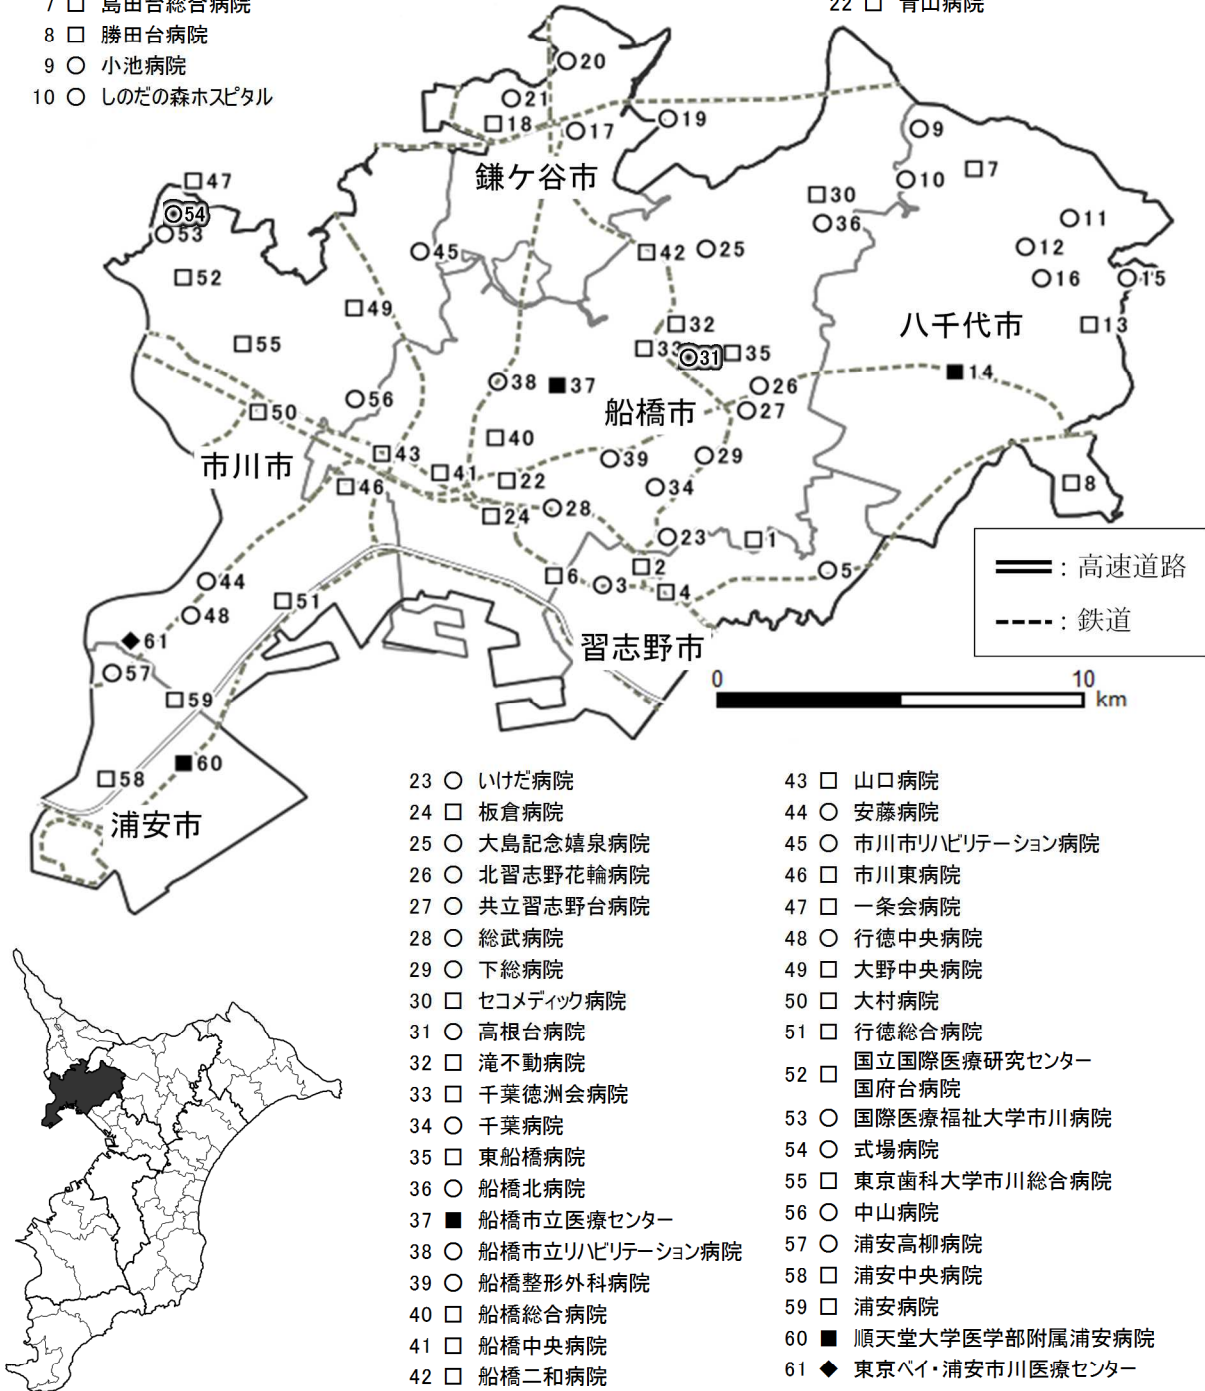 7 □ 島田台総合病院
8 □ 勝田台病院
9 ○ 小池病院
10 ○ しのだの森ホスピタル
22 □ 青山病院
20
21
18
17
19
9
7
10
鎌ケ谷市
47
54
53
30
36
11
12
16
15
45
42
25
52
49
32
13
八千代市
55
33
31
35
14
38
37
26
56
27
船橋市
50
40
43
39
29
市川市
41
22
46
34
8
24
28
23
1
2
6
3
4
5
44
51
48
61
習志野市
57
59
58
60
浦安市
:高速道路
:鉄道
0 10
km
23 ○ いけだ病院
24 □ 板倉病院
25 ○ 大島記念嬉泉病院
26 ○ 北習志野花輪病院
27 ○ 共立習志野台病院
28 ○ 総武病院
29 ○ 下総病院
30 □ セコメディック病院
31 ○ 高根台病院
32 □ 滝不動病院
33 □ 千葉徳洲会病院
34 ○ 千葉病院
35 □ 東船橋病院
36 ○ 船橋北病院
37 ■ 船橋市立医療センター
38 ○ 船橋市立リハビリテーション病院
39 ○ 船橋整形外科病院
40 □ 船橋総合病院
41 □ 船橋中央病院
42 □ 船橋二和病院
43 □ 山口病院
44 ○ 安藤病院
45 ○ 市川市リハビリテーション病院
46 □ 市川東病院
47 □ 一条会病院
48 ○ 行徳中央病院
49 □ 大野中央病院
50 □ 大村病院
51 □ 行徳総合病院
52 □ 国立国際医療研究センター
国府台病院
53 ○ 国際医療福祉大学市川病院
54 ○ 式場病院
55 □ 東京歯科大学市川総合病院
56 ○ 中山病院
57 ○ 浦安高柳病院
58 □ 浦安中央病院
59 □ 浦安病院
60 ■ 順天堂大学医学部附属浦安病院
61 ◆ 東京ベイ・浦安市川医療センター